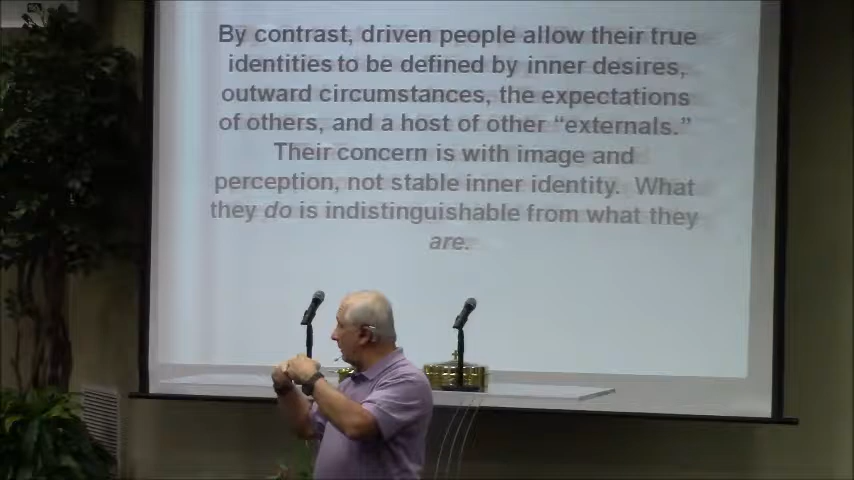 By contrast, driven people allow their true
identities to be defined by inner desires,
outward circumstances, the expectations
of others, and a host of other “externals.”
Their concern is with image and
perception, not stable inner identity. What
they do is indistinguishable from what they
are.